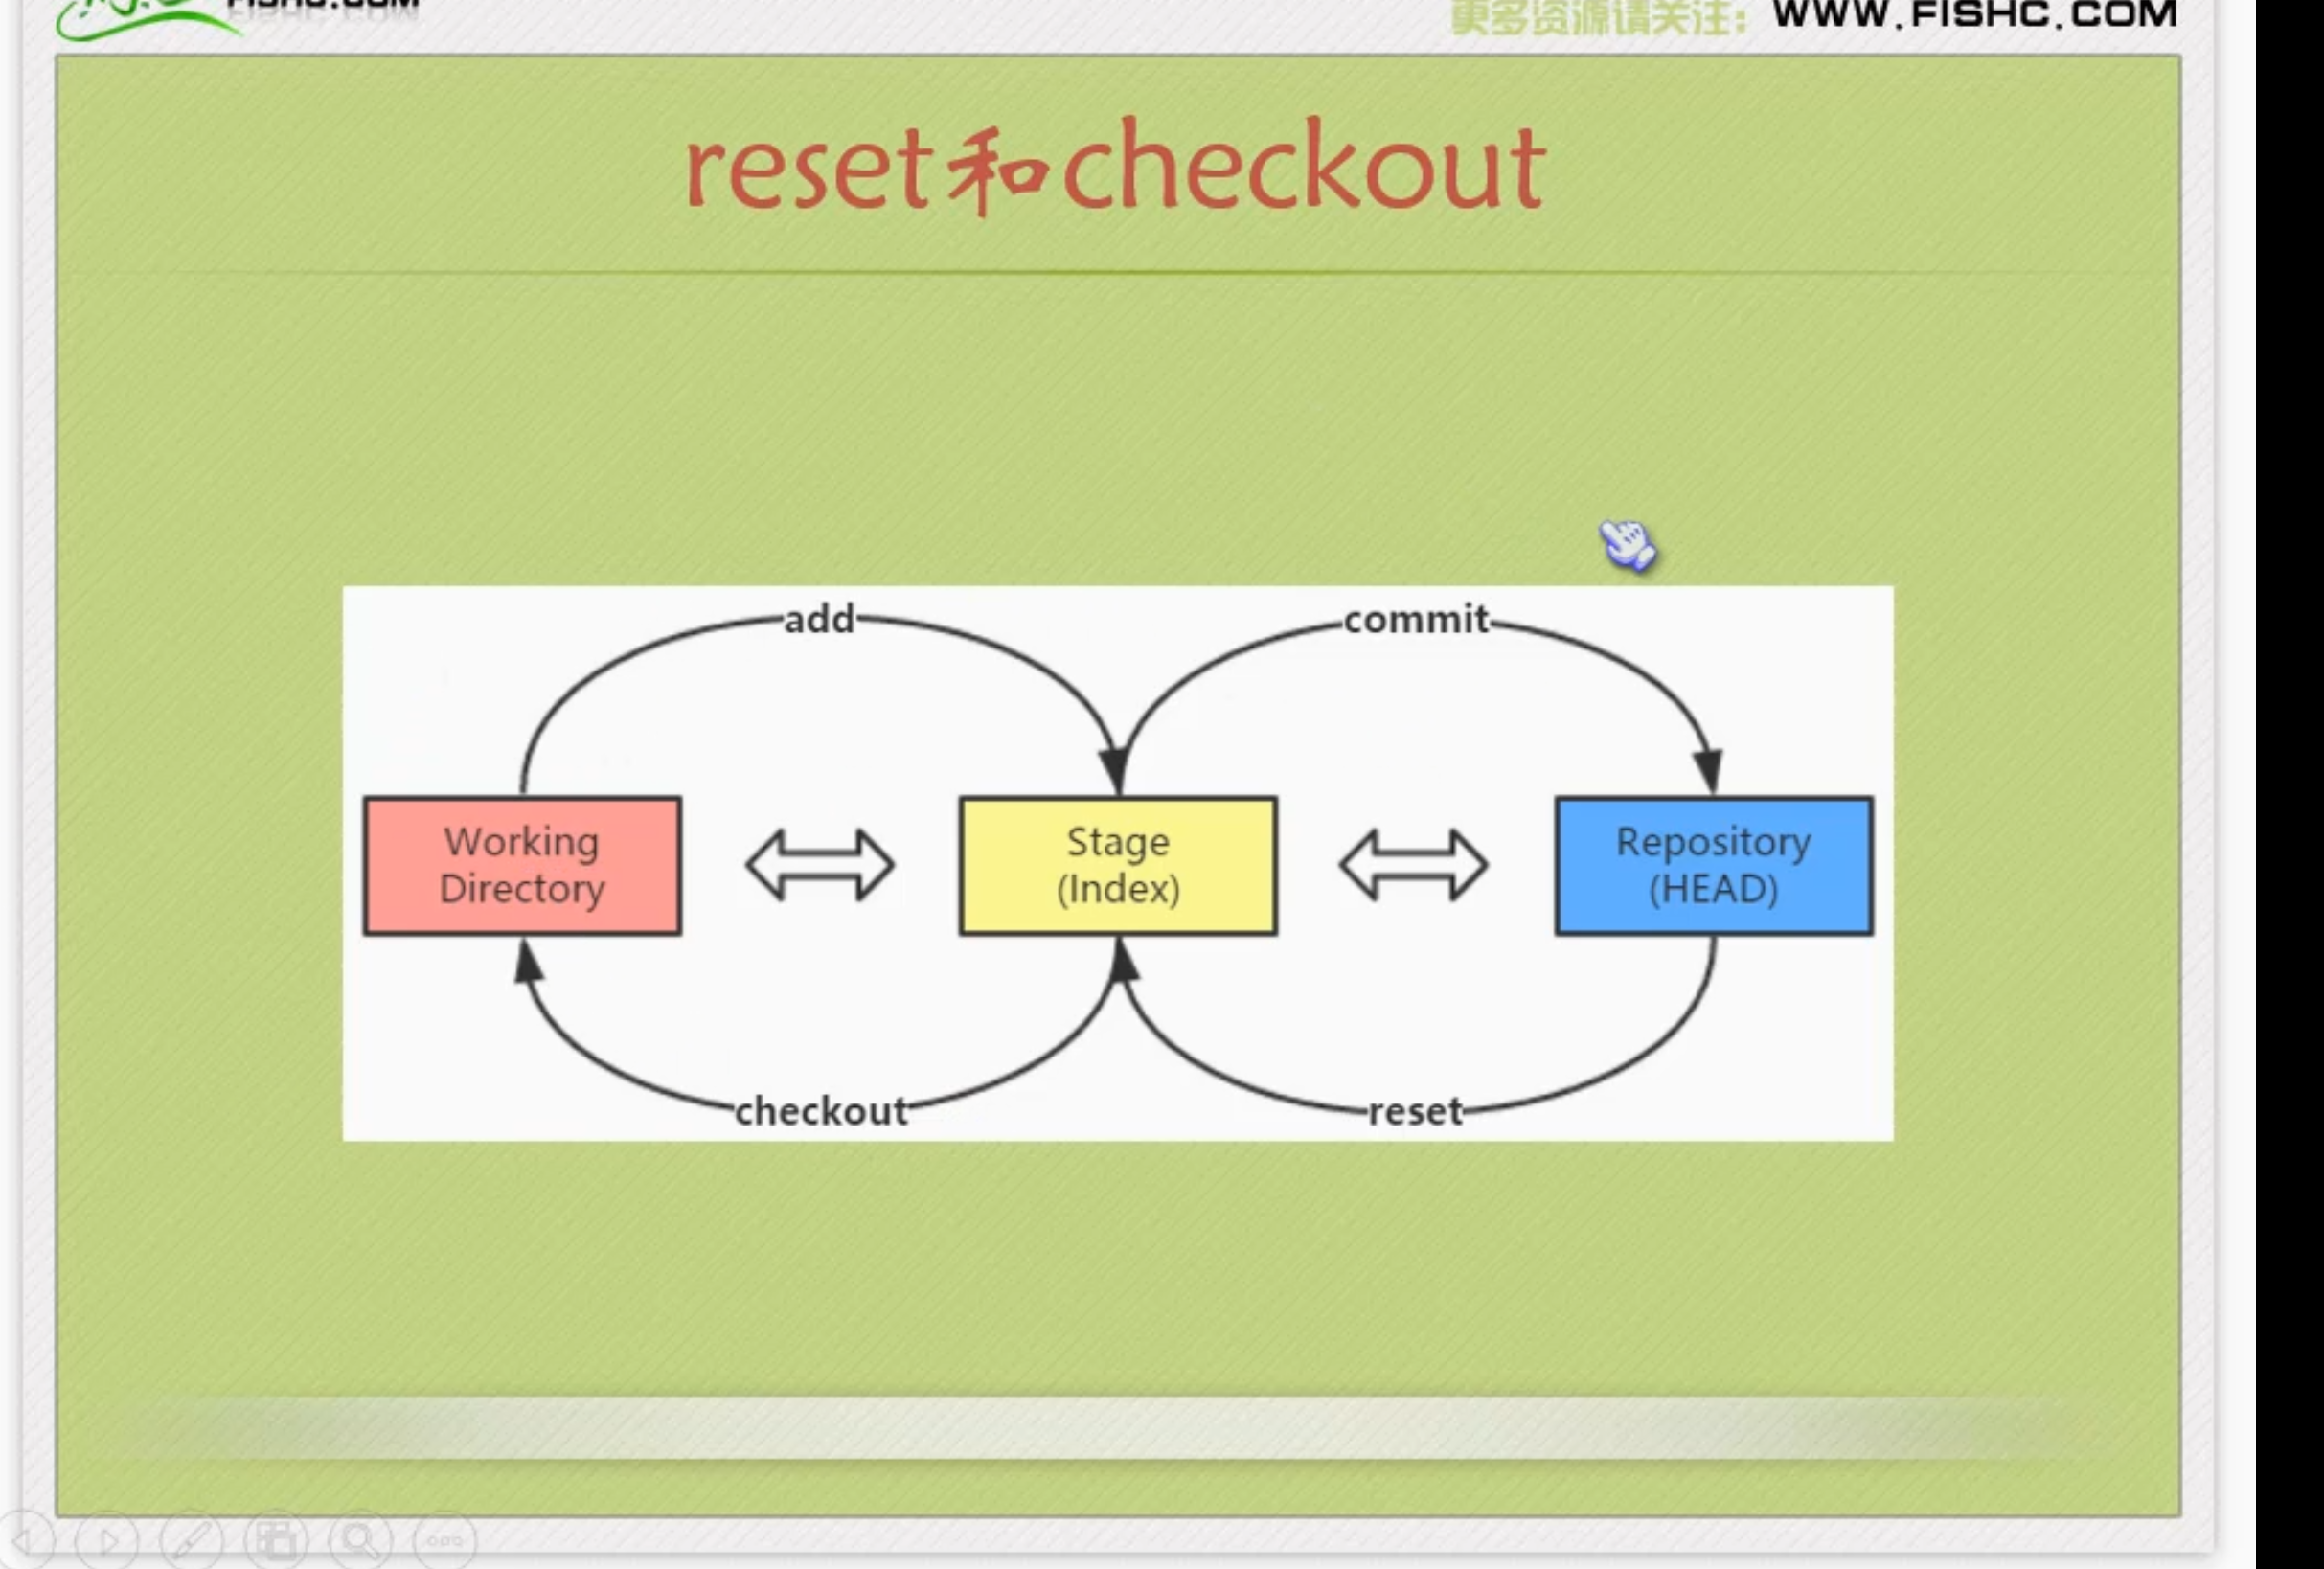 FISHC.COM
更多资源请关注： WWW.FISHC.COM
reset和checkout
add
commit
Working
Directory
Stage
(Index)
Repository
(HEAD)
checkout
reset